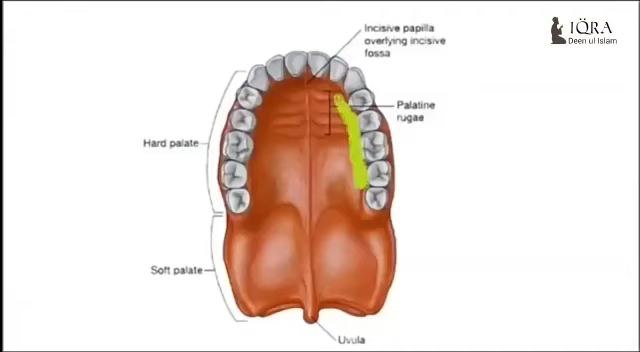 Incisive papilla
overlying incisive
fossa
IQRA
Deen ul Islam
Palatine
rugae
Hard palate
Soft palate
Uvula